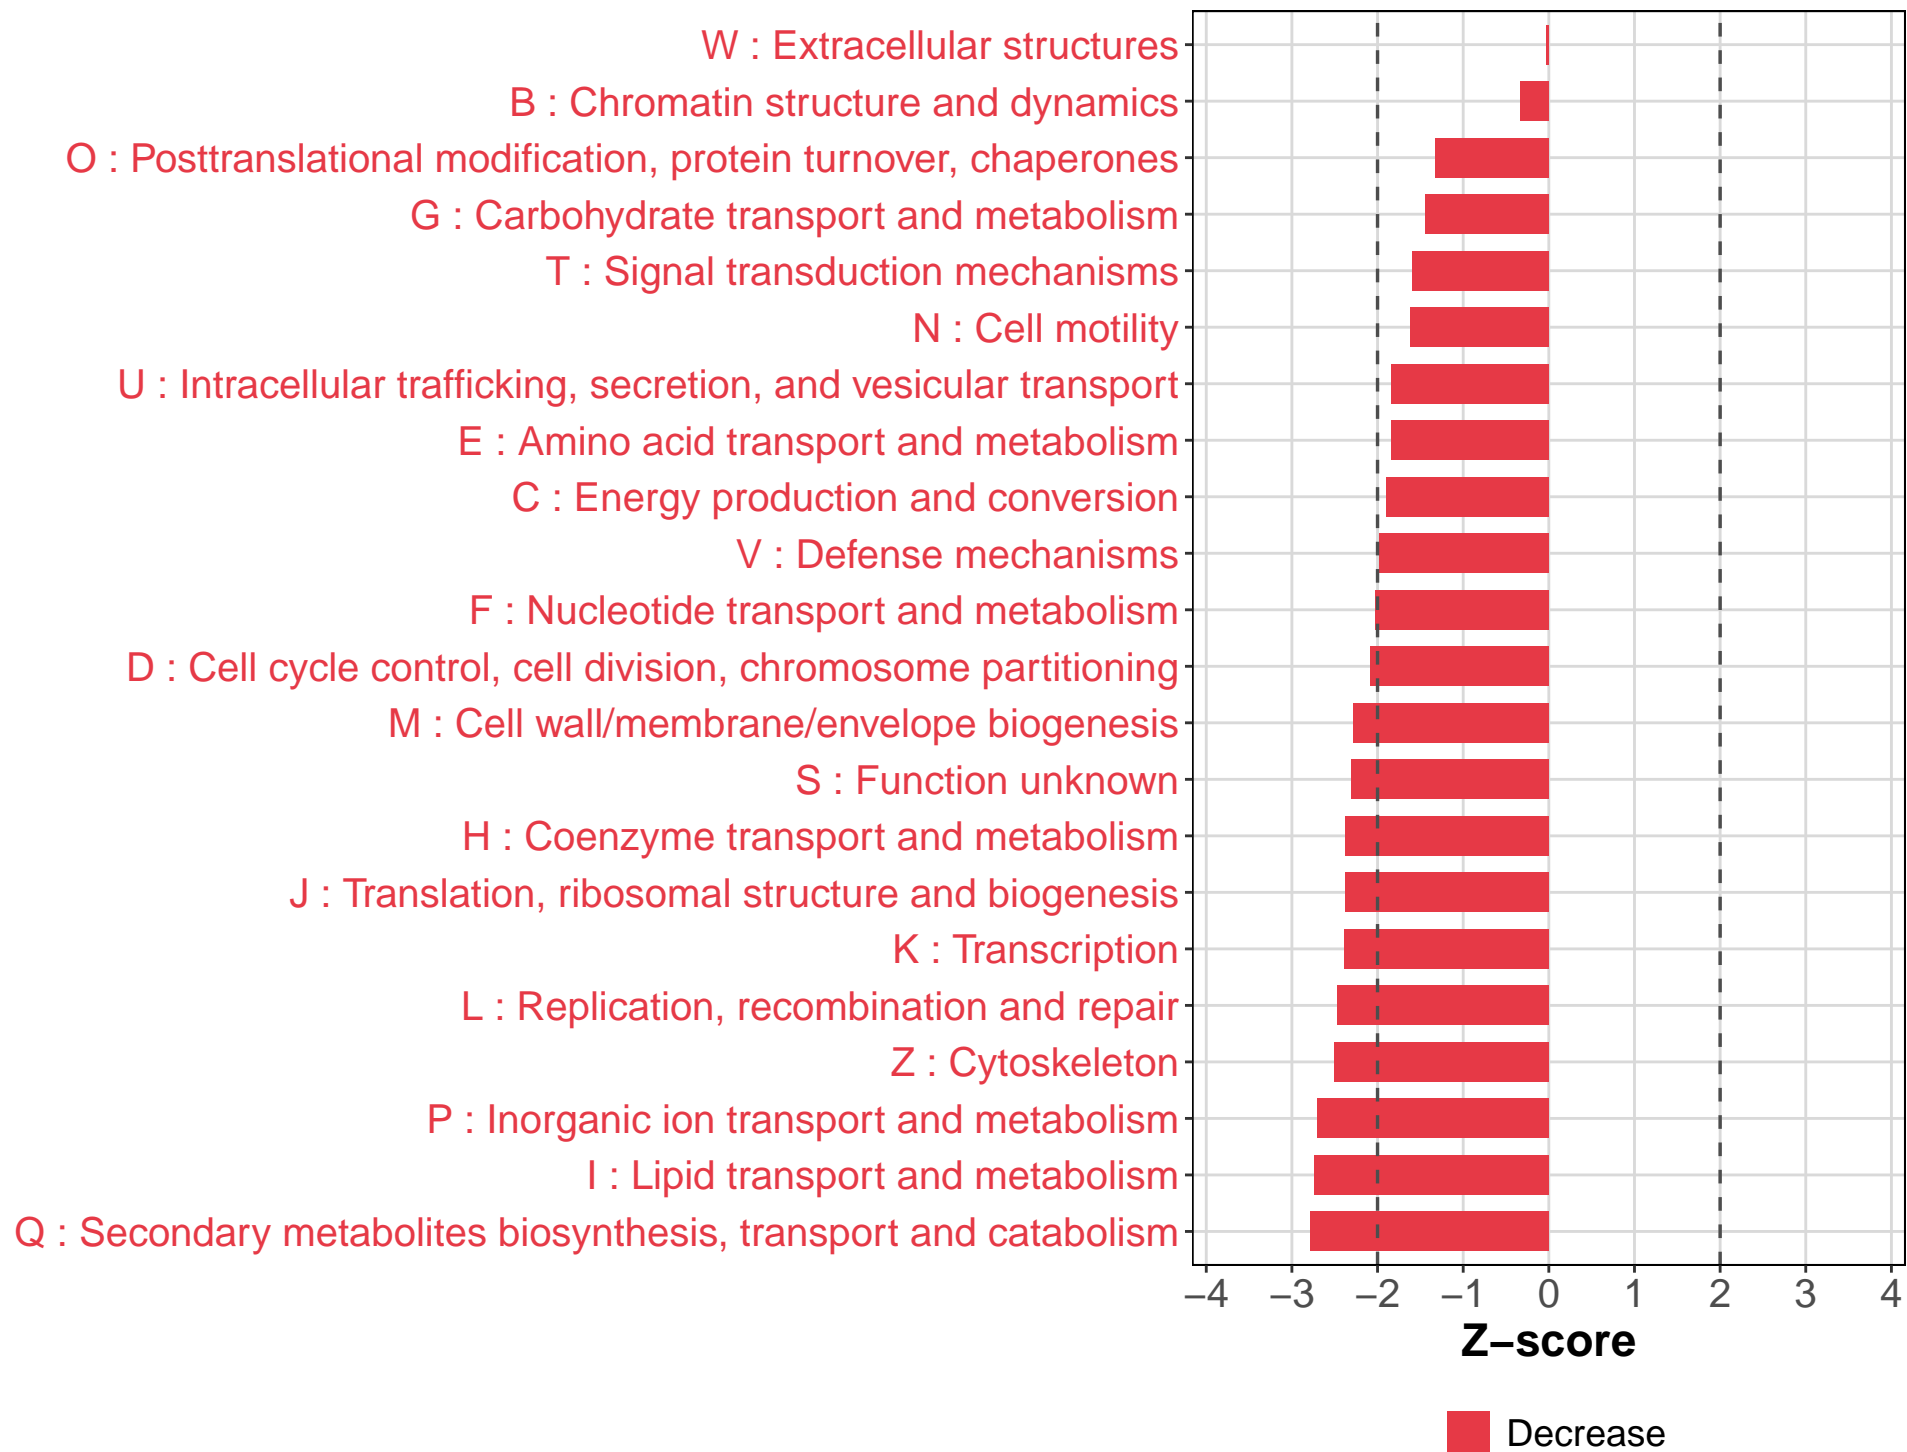 W : Extracellular structures
B : Chromatin structure and dynamics
O : Posttranslational modification, protein turnover, chaperones
G : Carbohydrate transport and metabolism
T : Signal transduction mechanisms
N : Cell motility
U : Intracellular trafficking, secretion, and vesicular transport
E : Amino acid transport and metabolism
C : Energy production and conversion
V : Defense mechanisms
F : Nucleotide transport and metabolism
D : Cell cycle control, cell division, chromosome partitioning
M : Cell wall/membrane/envelope biogenesis
S : Function unknown
H : Coenzyme transport and metabolism
J : Translation, ribosomal structure and biogenesis
K : Transcription
L : Replication, recombination and repair
Z : Cytoskeleton
P : Inorganic ion transport and metabolism
I : Lipid transport and metabolism
Q : Secondary metabolites biosynthesis, transport and catabolism
−4 −3 −2 −1 0 1 2 3 4
Z−score
Decrease